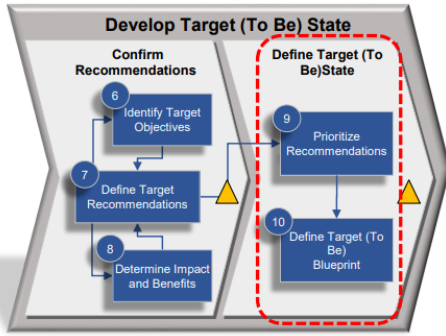 Develop Target (To Be) State
Confirm
Recommendations
6
Identify Target
Objectives
7
Define Target
Recommendations
8
Determine Impact
and Benefits
Define Target (To
Be)State
9
Prioritize
Recommendations
10
Define Target (To
Be)
Blueprint